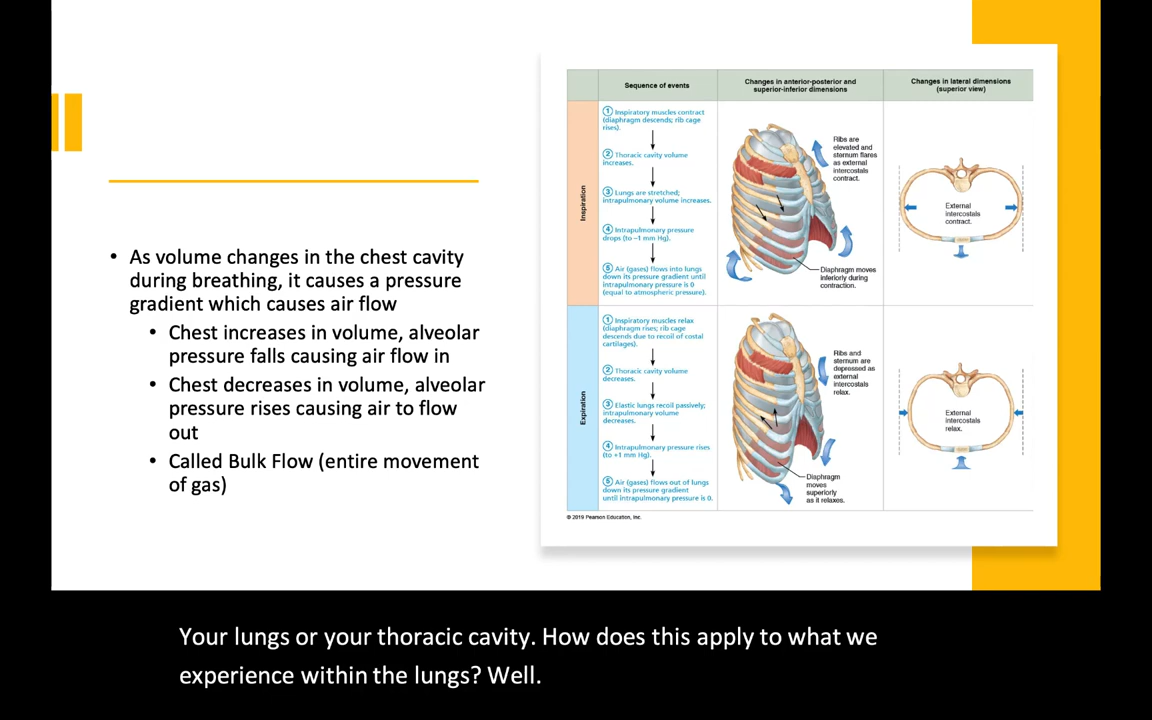 • As volume changes in the chest cavity
during breathing, it causes a pressure
gradient which causes air flow
• Chest increases in volume, alveolar
pressure falls causing air flow in
• Chest decreases in volume, alveolar
pressure rises causing air to flow
out
• Called Bulk Flow (entire movement
of gas)
Sequence of events
Changes in anterior-posterior and
superior-inferior dimensions
Changes in lateral dimensions
(superior view)
Inspiration
① Inspiratory muscles contract
(diaphragm descends; rib cage
rises).
② Thoracic cavity volume
increases.
③ Lungs are stretched;
intrapulmonary volume increases.
④ Intrapulmonary pressure
drops (to –1 mm Hg).
⑤ Air (gases) flows into lungs
down its pressure gradient until
intrapulmonary pressure is 0
(equal to atmospheric pressure).
Ribs are
elevated and
sternum flares
as external
intercostals
contract.
Diaphragm moves
inferiorly during
contraction.
External
intercostals
contract.
Expiration
① Inspiratory muscles relax
(diaphragm rises; rib cage
descends due to recoil of costal
cartilages).
② Thoracic cavity volume
decreases.
③ Elastic lungs recoil passively;
intrapulmonary volume
decreases.
④ Intrapulmonary pressure rises
(to +1 mm Hg).
⑤ Air (gases) flows out of lungs
down its pressure gradient
until intrapulmonary pressure is 0.
Ribs and
sternum are
depressed as
external
intercostals
relax.
Diaphragm
moves
superiorly
as it relaxes.
External
intercostals
relax.
© 2019 Pearson Education, Inc.
Your lungs or your thoracic cavity. How does this apply to what we
experience within the lungs? Well.